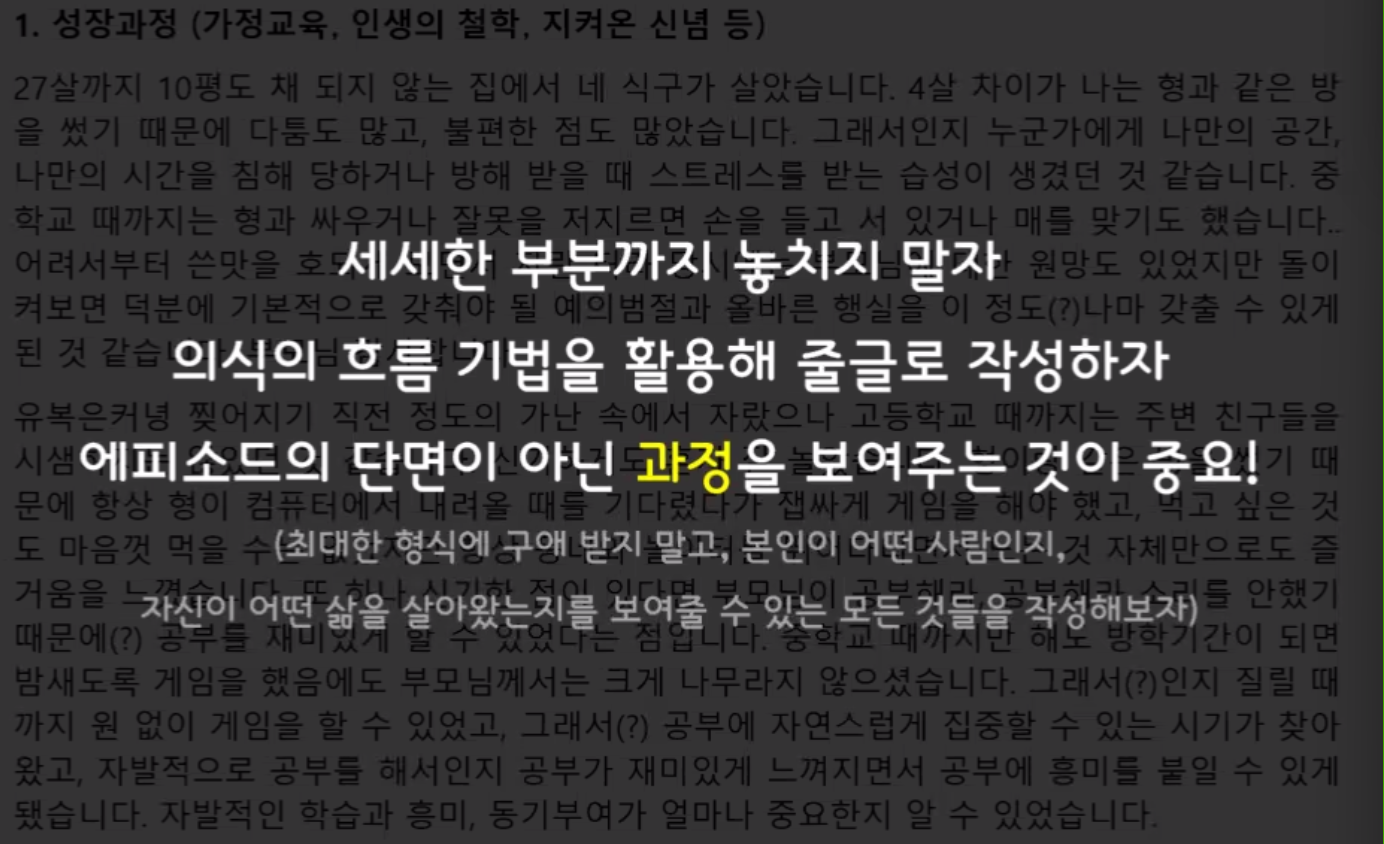 1. 성장과정 (가정교육, 인생의 철학, 지켜온 신념 등)
27살까지 10평도 채 되지 않는 집에서 네 식구가 살았습니다. 4살 차이가 나는 형과 같은 방
을 썼기 때문에 다툼도 많고, 불편한 점도 많았습니다. 그래서인지 누군가에게 나만의 공간,
나만의 시간을 침해 당하거나 방해 받을 때 스트레스를 받는 습성이 생겼던 것 같습니다. 중
학교 때까지는 형과 싸우거나 잘못을 저지르면 손을 들고 서 있거나 매를 맞기도 했습니다..
세세한 부분까지 놓치지 말자
어려서부터 쓴맛을 원망도 있었지만 돌이
켜보면 덕분에 기본적으로 갖춰야 될 예의범절과 올바른 행실을 이 정도(?)나마 갖출 수 있게
의식의 흐름 기법을 활용해 줄글로 작성하자
된 것
유복은커녕 찢어지기 직전 정도의 가난 속에서 자랐으나 고등학교 때까지는 주변 친구들을
에피소드의 단면이 아닌 과정을 보여주는 것이 중요!
문에 항상 형이 컴퓨터에서 내려올 때를 기다렸다가 잽싸게 게임을 해야 했고, 먹고 싶은 것
(최대한 형식에 구애 받지 말고, 본인이 어떤 사람인지,
도 마음껏 먹을 것 자체만으로도 즐
거움을 안했기
자신이 어떤 삶을 살아왔는지를 보여줄 수 있는 모든 것들을 작성해보자)
때문에(?) 공부를 재미있게 할 수 있었다는 점입니다. 중학교 때까지만 해도 방학기간이 되면
밤새도록 게임을 했음에도 부모님께서는 크게 나무라지 않으셨습니다. 그래서(?)인지 질릴 때
까지 원 없이 게임을 할 수 있었고, 그래서(?) 공부에 자연스럽게 집중할 수 있는 시기가 찾아
왔고, 자발적으로 공부를 해서인지 공부가 재미있게 느껴지면서 공부에 흥미를 붙일 수 있게
됐습니다. 자발적인 학습과 흥미, 동기부여가 얼마나 중요한지 알 수 있었습니다.